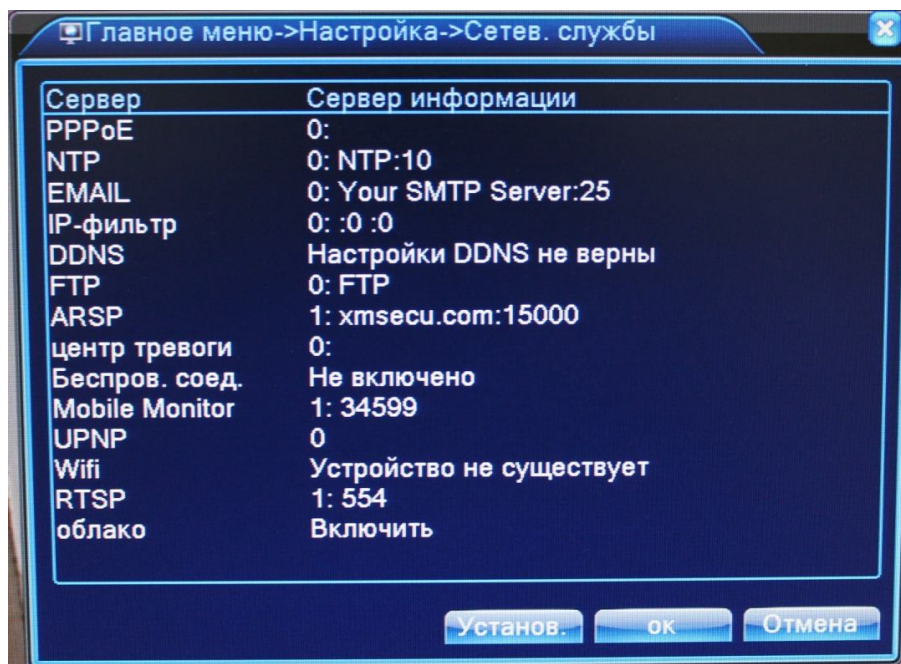 Главное меню->Настройка->Сетев. службы
Сервер Сервер информации
PPPoE 0:
NTP 0: NTP:10
EMAIL 0: Your SMTP Server:25
IP-фильтр 0: :0 :0
DDNS Настройки DDNS не верны
FTP 0: FTP
ARSP 1: xmsecu.com:15000
центр тревоги 0:
Беспров. соед. Не включено
Mobile Monitor 1: 34599
UPNP 0
Wifi Устройство не существует
RTSP 1: 554
облако Включить
Установ. ок Отмена